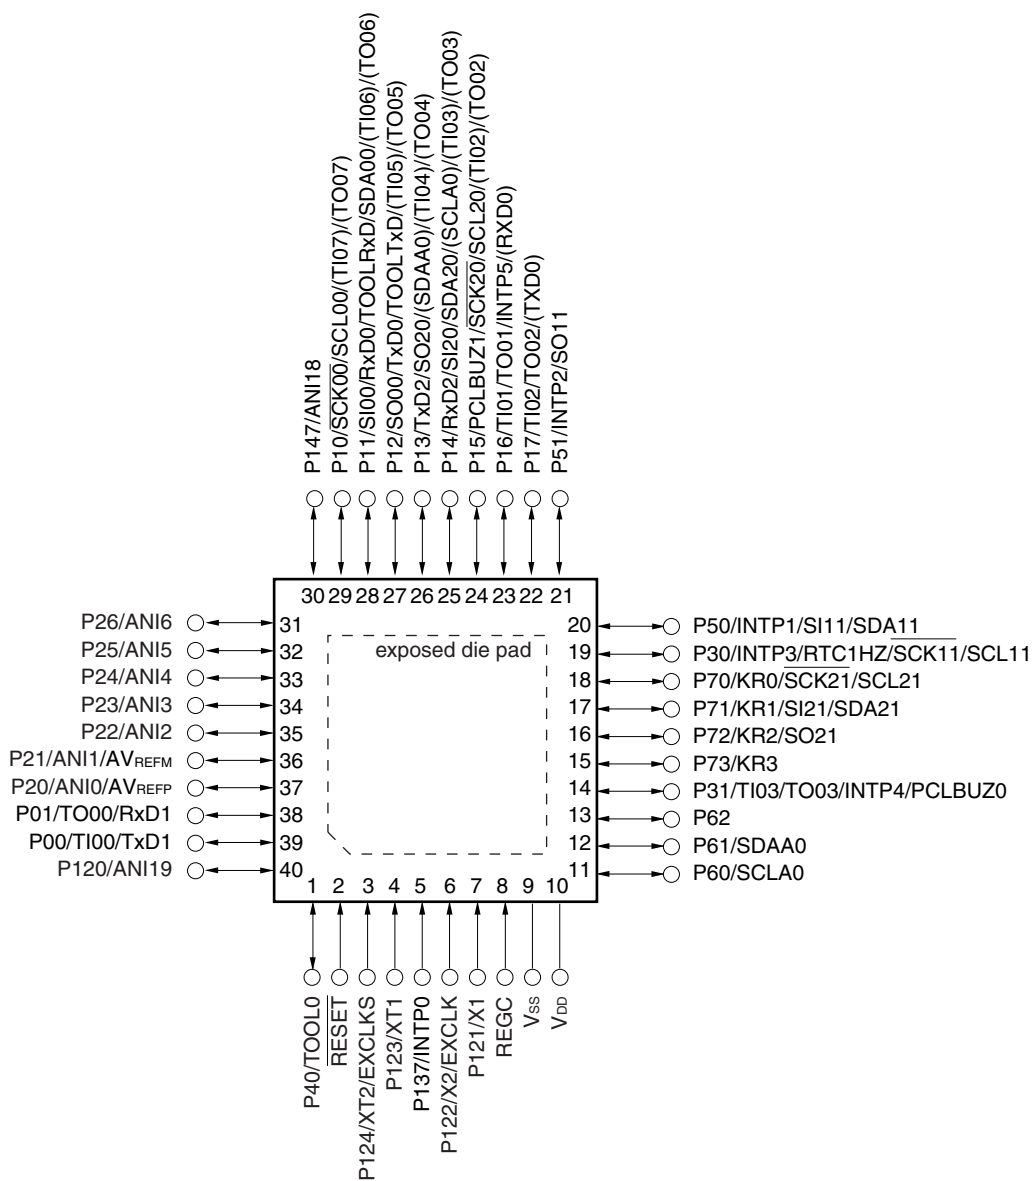 P147/ANI18
P10/SCK00/SCL00/(TI07)/(TO07)
P11/SI00/RxD0/TOOLRxD/SDA00/(TI06)/(TO06)
P12/SO00/TxD0/TOOLTxD/(TI05)/(TO05)
P13/TxD2/SO20/(SDAA0)/(TI04)/(TO04)
P14/RxD2/SI20/SDA20/(SCLA0)/(TI03)/(TO03)
P15/PCLBUZ1/SCK20/SCL20/(TI02)/(TO02)
P16/TI01/TO01/INTP5/(RXD0)
P17/TI02/TO02/(TXD0)
P51/INTP2/SO11
30 29 28 27 26 25 24 23 22 21
P26/ANI6 31
P25/ANI5 32
P24/ANI4 33
P23/ANI3 34
P22/ANI2 35
P21/ANI1/AVREFM 36
P20/ANI0/AVREFP 37
P01/TO00/RxD1 38
P00/TI00/TxD1 39
P120/ANI19 40
exposed die pad
20 P50/INTP1/SI11/SDA11
19 P30/INTP3/RTC1HZ/SCK11/SCL11
18 P70/KR0/SCK21/SCL21
17 P71/KR1/SI21/SDA21
16 P72/KR2/SO21
15 P73/KR3
14 P31/TI03/TO03/INTP4/PCLBUZ0
13 P62
12 P61/SDAA0
11 P60/SCLA0
1 2 3 4 5 6 7 8 9 10
P40/TOOL0
RESET
P124/XT2/EXCLKS
P123/XT1
P137/INTP0
P122/X2/EXCLK
P121/X1
REGC
VSS
VDD